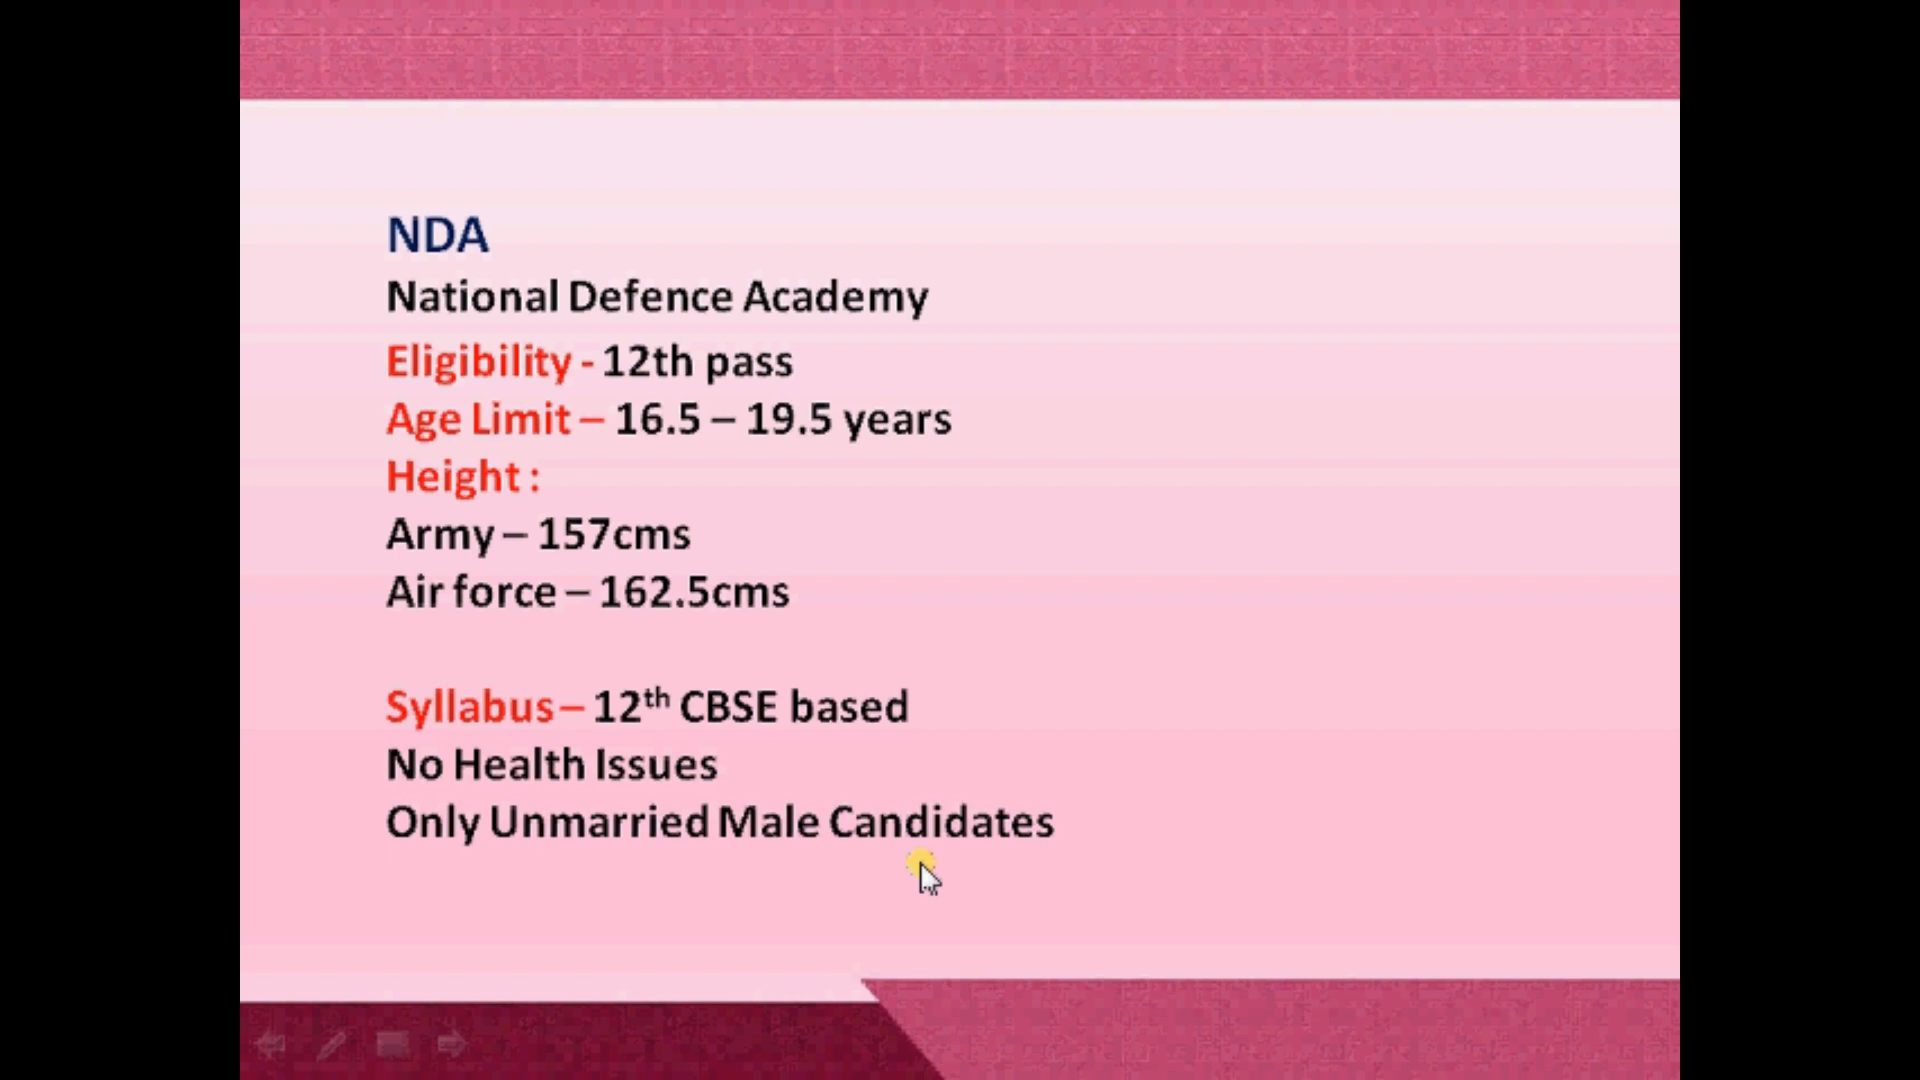 NDA
National Defence Academy
Eligibility - 12th pass
Age Limit – 16.5 – 19.5 years
Height :
Army – 157cms
Air force – 162.5cms
Syllabus – 12th CBSE based
No Health Issues
Only Unmarried Male Candidates